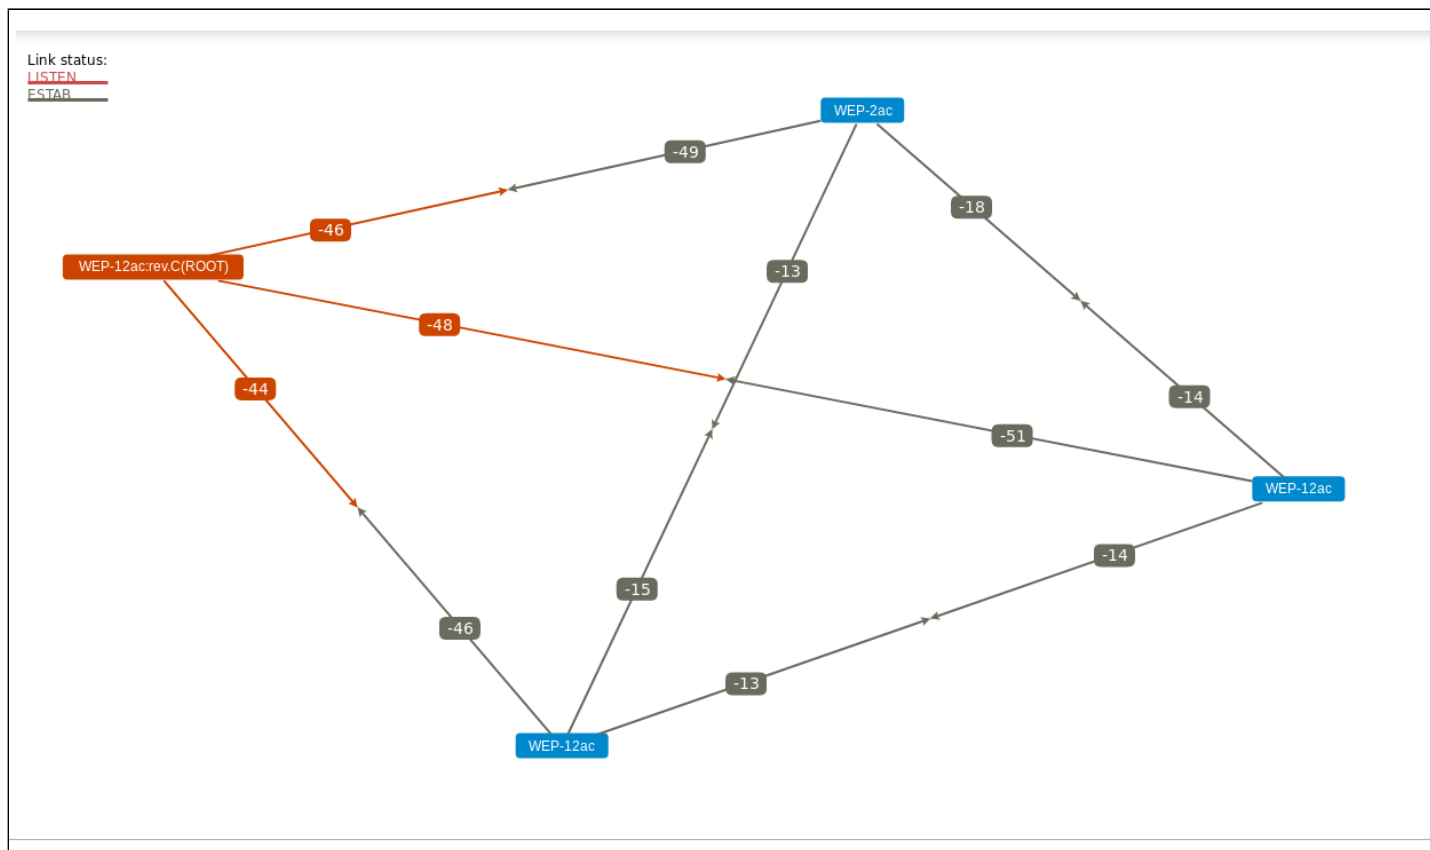 Link status:
LISTEN
ESTAB
WEP-2ac
-49
-18
-46
WEP-12ac:rev.C(ROOT)
-13
-48
-44
-14
-51
WEP-12ac
-14
-15
-46
-13
WEP-12ac